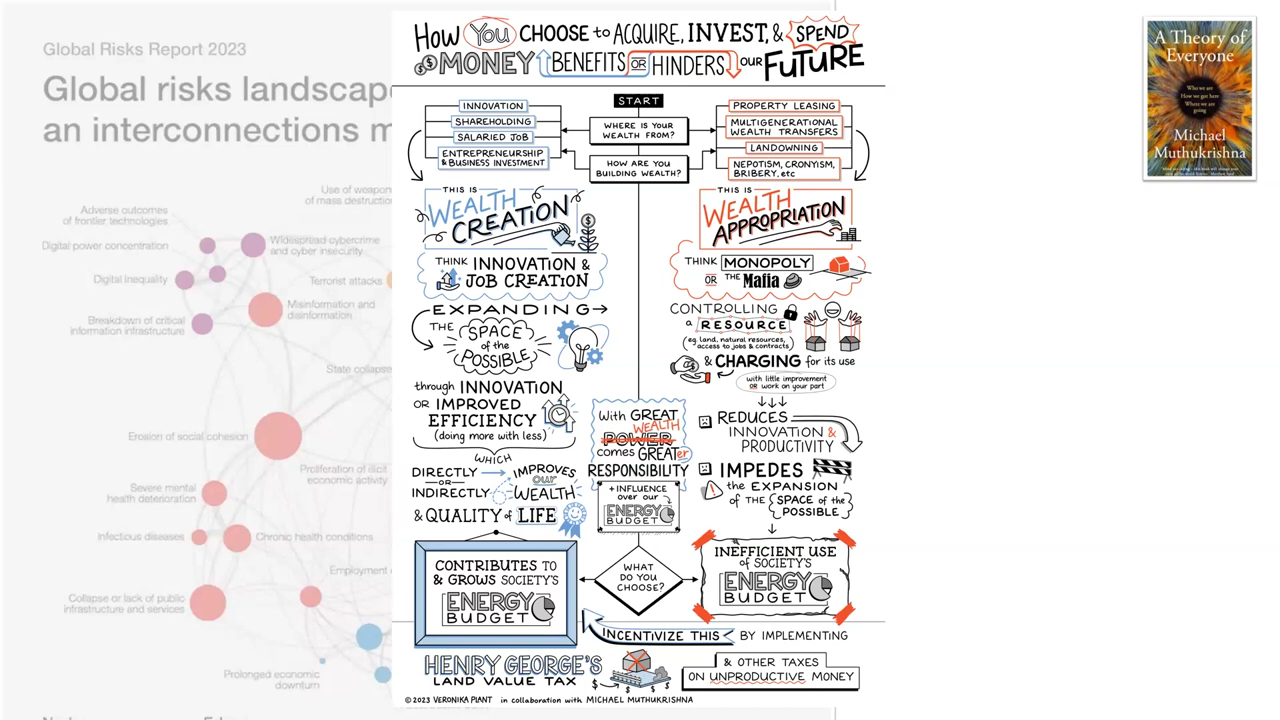 Global Risks Report 2023
Global risks landscap
an interconnections m
Use of weapon
of mass destructio
Adverse outcomes
of frontier technologies
Digital power concentration
Widespread cybercrime
and cyber insecurity
Digital Inequality
Terrorist attacks
Misinformation and
disinformation
Breakdown of critical
information infrastructure
State collapse
Erosion of social cohesion
Proliferation of illicit
economic activity
Severe mental
health deterioration
Infectious diseases
Chronic health conditions
Employment
Collapse or lack of public
infrastructure and services
Prolonged economic
downturn
HOW YOU CHOOSE to ACQUIRE, INVEST, & SPEND
MONEY BENEFITS OR HINDERS OUR FUTURE
START
INNOVATION
SHAREHOLDING
SALARIED JOB
ENTREPRENEURSHIP
& BUSINESS INVESTMENT
WHERE IS YOUR
WEALTH FROM?
HOW ARE YOU
BUILDING WEALTH?
PROPERTY LEASING
MULTIGENERATIONAL
WEALTH TRANSFERS
LANDOWNING
NEPOTISM, CRONYISM,
BRIBERY, etc
THIS IS
WEALTH
CREATION
THINK INNOVATION &
JOB CREATION
EXPANDING
THE SPACE
of the
POSSIBLE
through INNOVATION
OR IMPROVED
EFFICIENCY
(doing more with less)
WHICH
DIRECTLY
OR
INDIRECTLY
IMPROVES
our
WEALTH
& QUALITY of LIFE
CONTRIBUTES TO
& GROWS SOCIETY'S
ENERGY
BUDGET
With GREAT
WEALTH
POWER
comes GREATer
RESPONSIBILITY
+ INFLUENCE
over our
ENERGY
BUDGET
WHAT
DO YOU
CHOOSE?
THIS IS
WEALTH
APPROPRIATION
THINK MONOPOLY
OR THE Mafia
CONTROLLING
a RESOURCE
(eg. land, natural resources,
access to jobs & contracts)
& CHARGING for its use
with little improvement
OR work on your part
REDUCES
INNOVATION &
PRODUCTIVITY
IMPEDES
the EXPANSION
of THE SPACE of the
POSSIBLE
INEFFICIENT USE
of SOCIETY'S
ENERGY
BUDGET
INCENTIVIZE THIS BY IMPLEMENTING
HENRY GEORGE'S
LAND VALUE TAX
& OTHER TAXES
ON UNPRODUCTIVE MONEY
© 2023 VERONIKA PLANT in collaboration with MICHAEL MUTHUKRISHNA
A Theory of
Everyone
Who we are
How we got here
Where we are
going
Michael
Muthukrishna